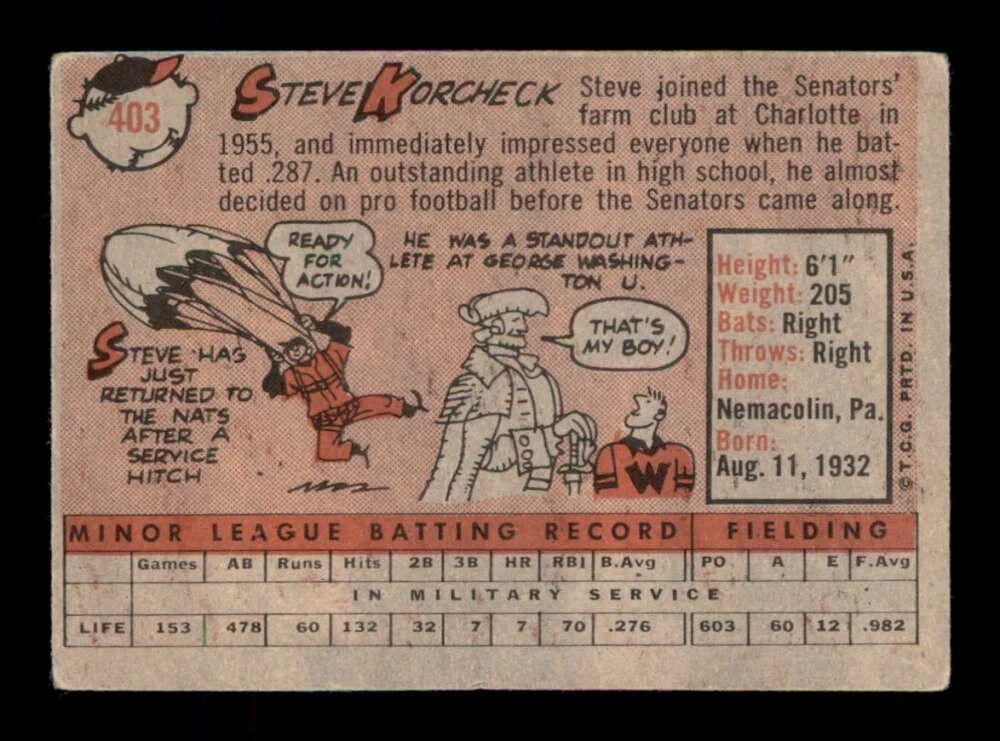 403
STEVE KORCHECK
Steve joined the Senators'
farm club at Charlotte in
1955, and immediately impressed everyone when he bat-
ted .287. An outstanding athlete in high school, he almost
decided on pro football before the Senators came along.
READY
FOR
ACTION!
STEVE HAS
JUST
RETURNED TO
THE NATS
AFTER A
SERVICE
HITCH
HE WAS A STANDOUT ATH-
LETE AT GEORGE WASHING-
TON U.
THAT'S
MY BOY!
W
Height: 6'1"
Weight: 205
Bats: Right
Throws: Right
Home:
Nemacolin, Pa.
Born:
Aug. 11, 1932
© T.C.G. PRTD. IN U.S.A.
MINOR LEAGUE BATTING RECORD FIELDING
Games AB Runs Hits 2B 3B HR RBI B.Avg PO A E F.Avg
IN MILITARY SERVICE
LIFE 153 478 60 132 32 7 7 70 .276 603 60 12 .982